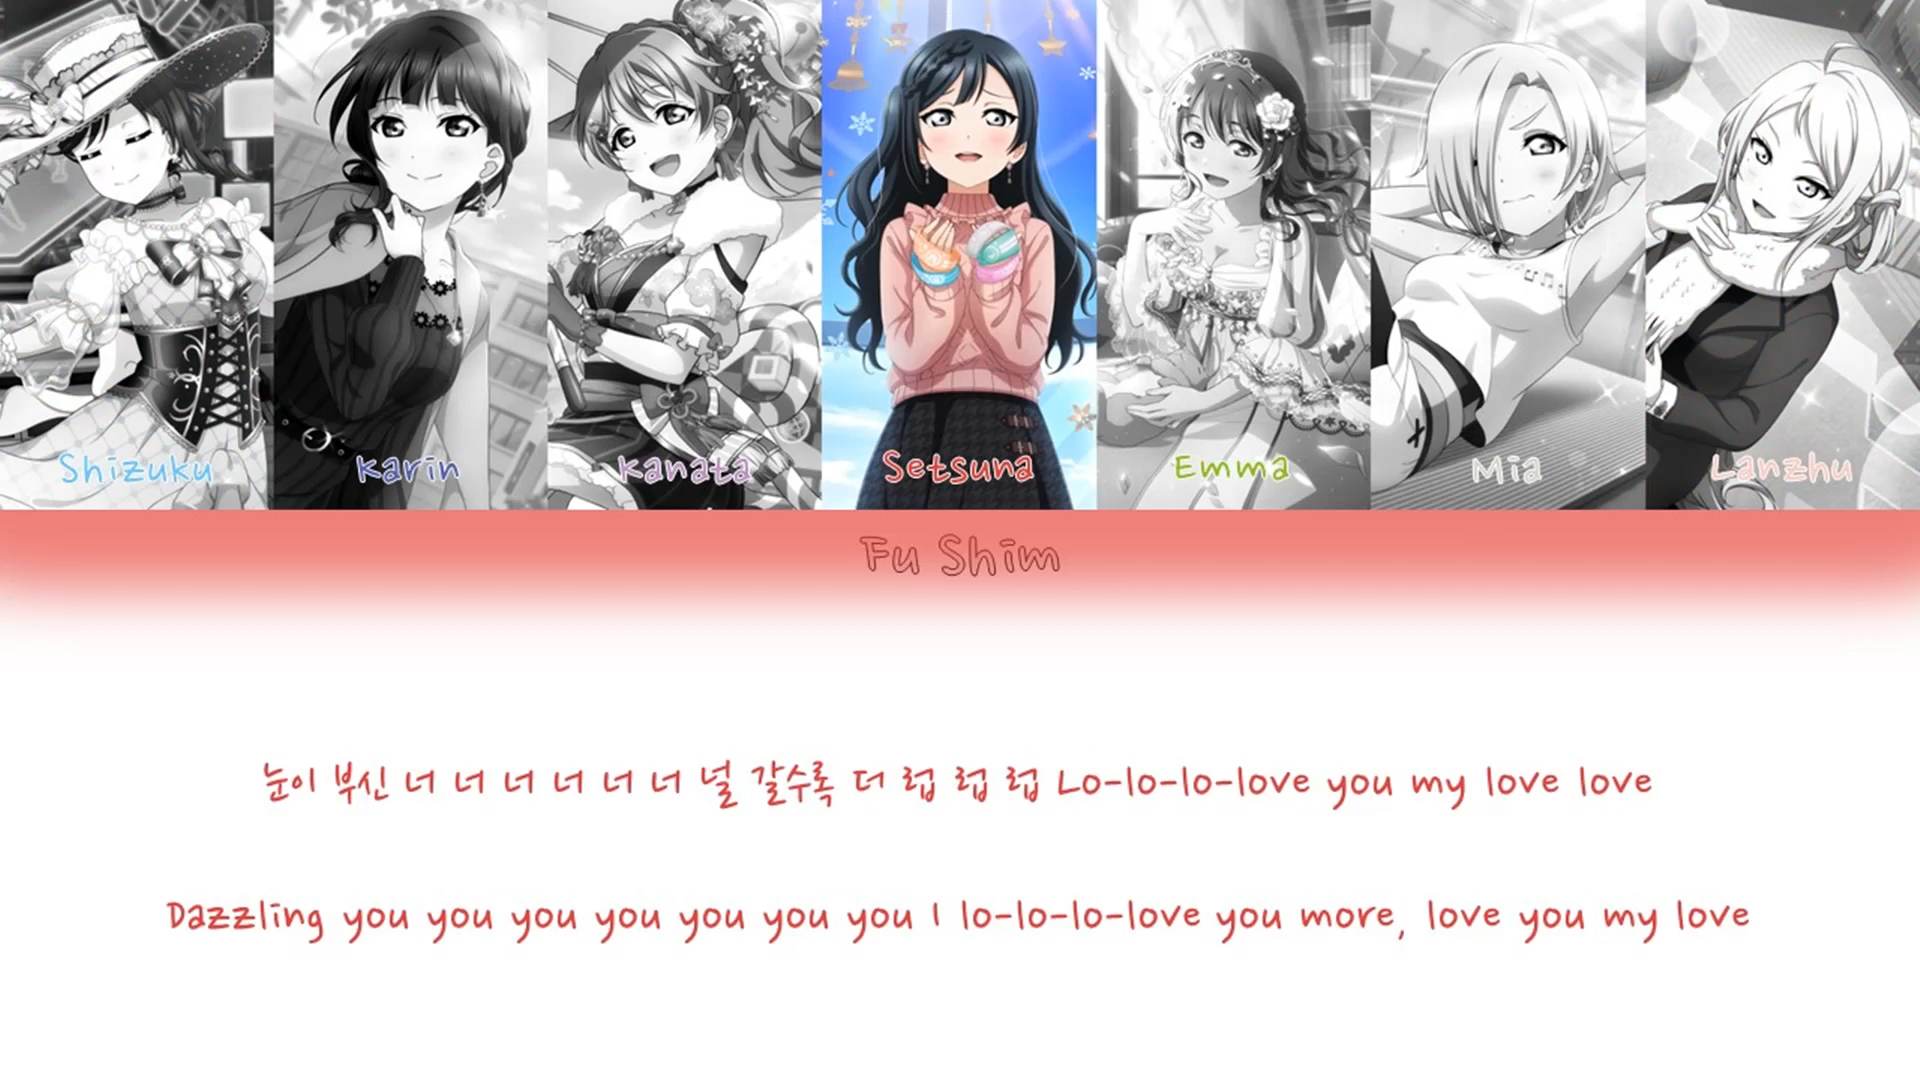 Shizuku
Karin
Kanata
Setsuna
Emma
Mia
Lanzhu
Fu Shim
눈이 부신 너 너 너 너 너 너 널 갈수록 더 럽 럽 럽 Lo-lo-lo-love you my love love
Dazzling you you you you you you you I lo-lo-lo-love you more, love you my love